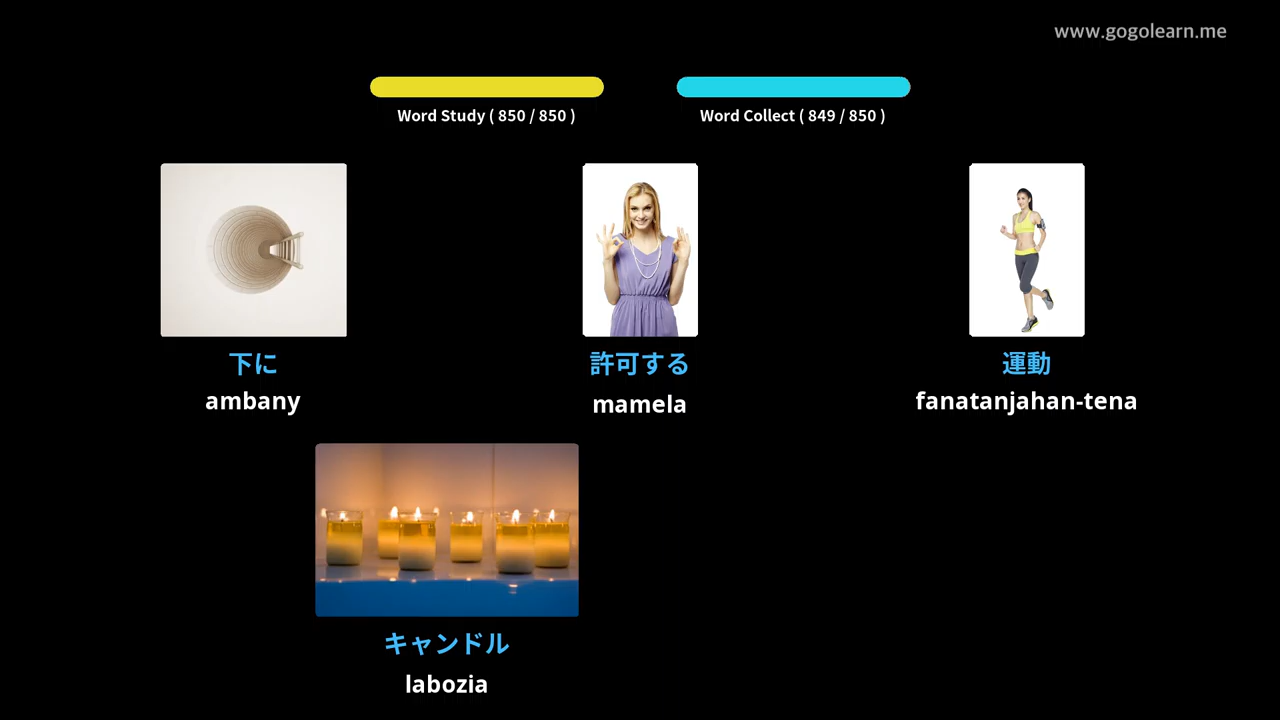 www.gogolearn.me
Word Study ( 850 / 850 )
Word Collect ( 849 / 850 )
下に
ambany
許可する
mamela
運動
fanatanjahan-tena
キャンドル
labozia